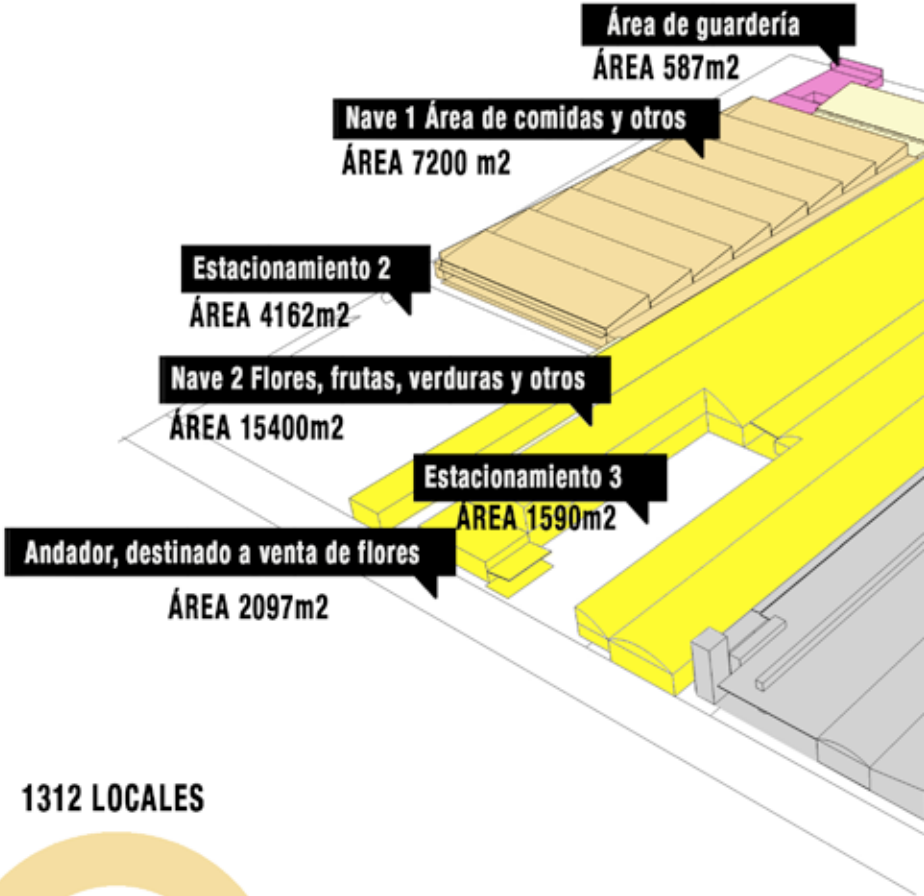 Área de guardería
ÁREA 587m2
Nave 1 Área de comidas y otros
ÁREA 7200 m2
Estacionamiento 2
ÁREA 4162m2
Nave 2 Flores, frutas, verduras y otros
ÁREA 15400m2
Estacionamiento 3
ÁREA 1590m2
Andador, destinado a venta de flores
ÁREA 2097m2
1312 LOCALES